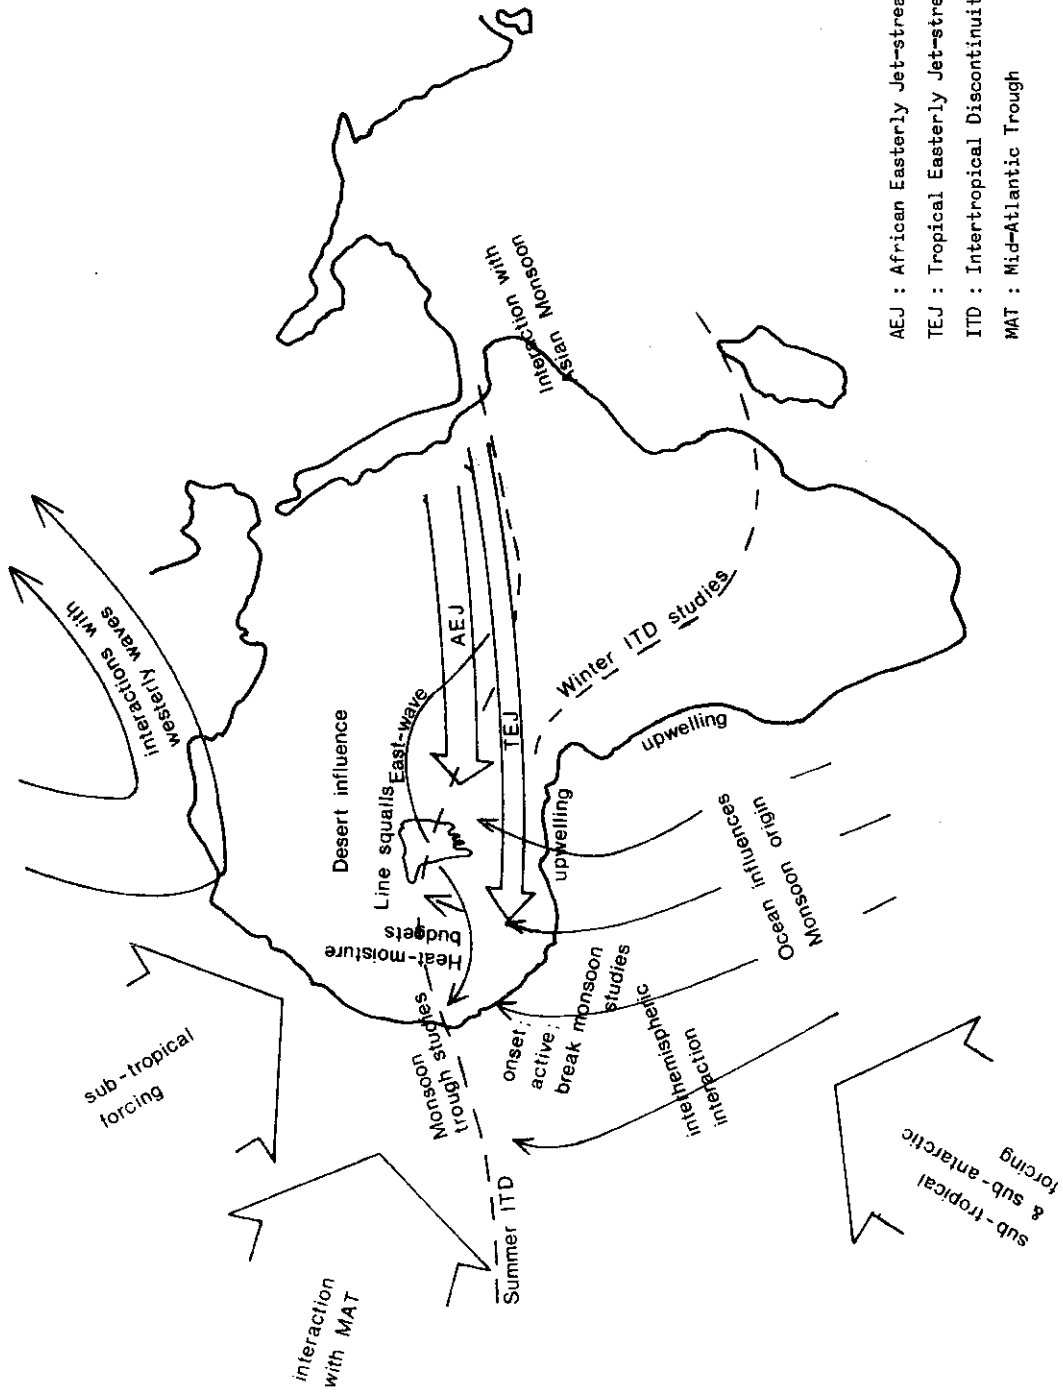 interactions with
westerly waves
sub-tropical
forcing
interaction
with MAT
Desert influence
Line squalls
East-wave
AEJ
TEJ
Heat-moisture
budgets
Monsoon
trough studies
Summer ITD
onset;
active;
break monsoon
studies
interhemispheric
interaction
upwelling
upwelling
Winter ITD studies
Interaction with
Asian Monsoon
Ocean influences
Monsoon origin
sub-tropical
& sub-antarctic
forcing
AEJ : African Easterly Jet-strea
TEJ : Tropical Easterly Jet-stre
ITD : Intertropical Discontinuit
MAT : Mid-Atlantic Trough